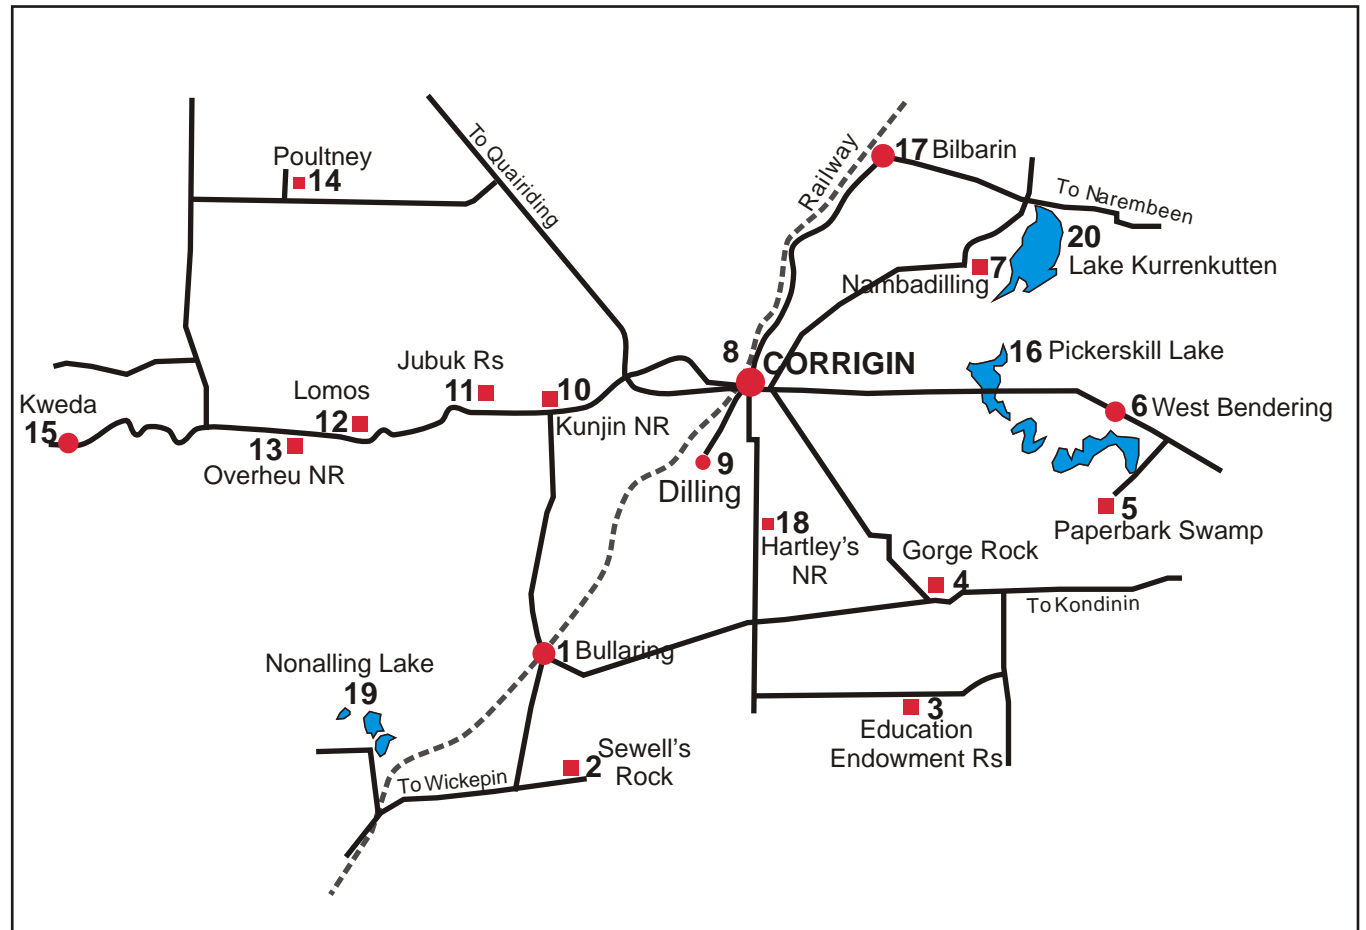 Poultney
14
To Quairiding
Railway
17 Bilbarin
To Narembeen
20
Lake Kurrenkutten
7
Nambadilling
8
CORRIGIN
16 Pickerskill Lake
Jubuk Rs
11
10
Kunjin NR
Lomos
12
Kweda
15
13
Overheu NR
6 West Bendering
9
Dilling
5
Paperbark Swamp
18
Hartley's
NR
Gorge Rock
4
To Kondinin
1 Bullaring
Nonalling Lake
19
3
Education
Endowment Rs
Sewell's
2 Rock
To Wickepin